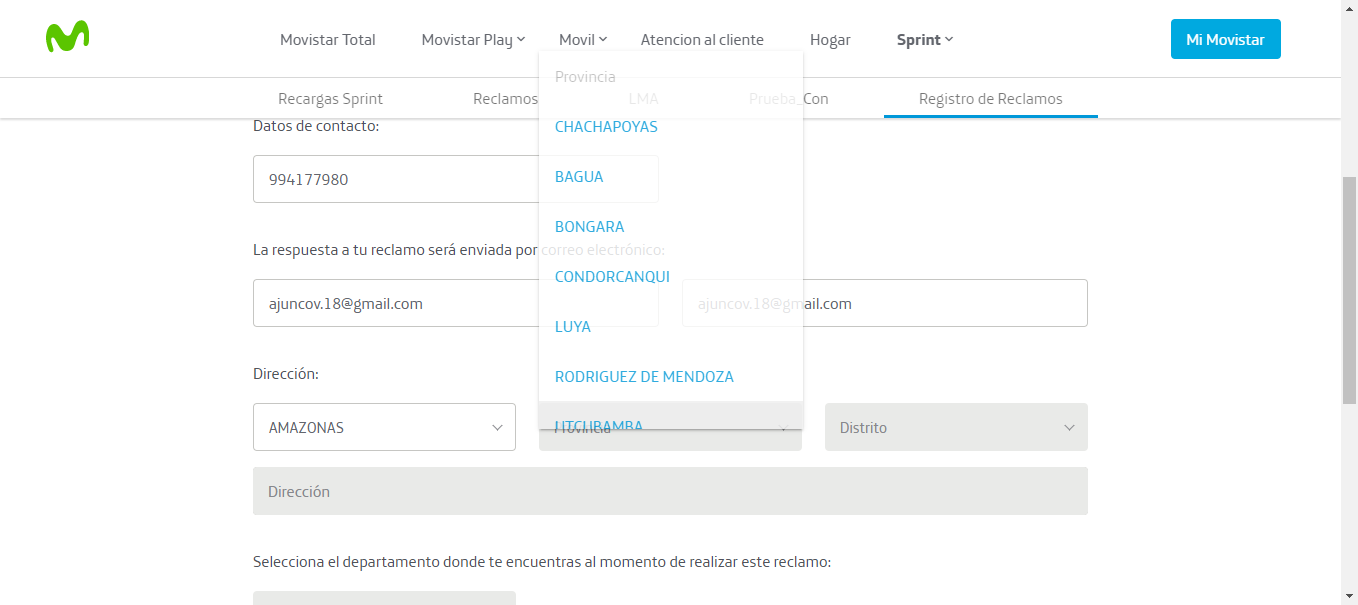 Movistar Total Movistar Play Movil Atencion al cliente Hogar Sprint Mi Movistar
Recargas Sprint Reclamos LMA Prueba_Con Registro de Reclamos
Datos de contacto:
994177980
La respuesta a tu reclamo será enviada por correo electrónico:
ajuncov.18@gmail.com ajuncov.18@gmail.com
Dirección:
AMAZONAS Provincia Distrito
Dirección
Selecciona el departamento donde te encuentras al momento de realizar este reclamo:
Provincia
CHACHAPOYAS
BAGUA
BONGARA
CONDORCANQUI
LUYA
RODRIGUEZ DE MENDOZA
UTCUBAMBA